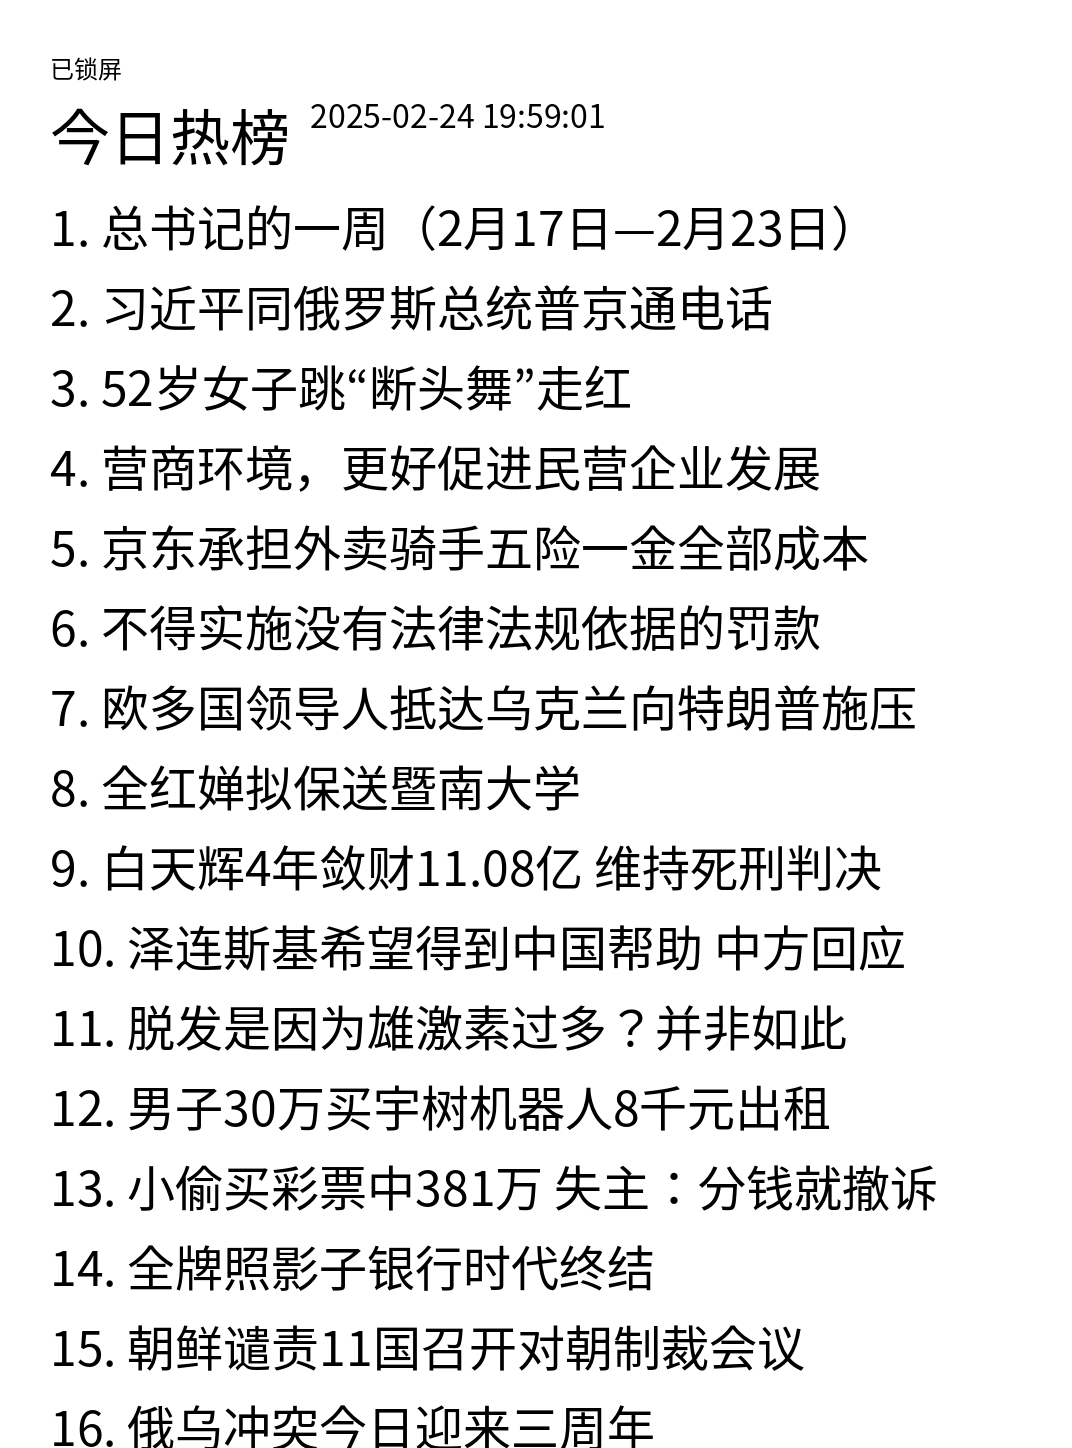 已锁屏
今日热榜 2025-02-24 19:59:01
1. 总书记的一周（2月17日—2月23日）
2. 习近平同俄罗斯总统普京通电话
3. 52岁女子跳“断头舞”走红
4. 营商环境，更好促进民营企业发展
5. 京东承担外卖骑手五险一金全部成本
6. 不得实施没有法律法规依据的罚款
7. 欧多国领导人抵达乌克兰向特朗普施压
8. 全红婵拟保送暨南大学
9. 白天辉4年敛财11.08亿 维持死刑判决
10. 泽连斯基希望得到中国帮助 中方回应
11. 脱发是因为雄激素过多？并非如此
12. 男子30万买宇树机器人8千元出租
13. 小偷买彩票中381万 失主：分钱就撤诉
14. 全牌照影子银行时代终结
15. 朝鲜谴责11国召开对朝制裁会议
16. 俄乌冲突今日迎来三周年